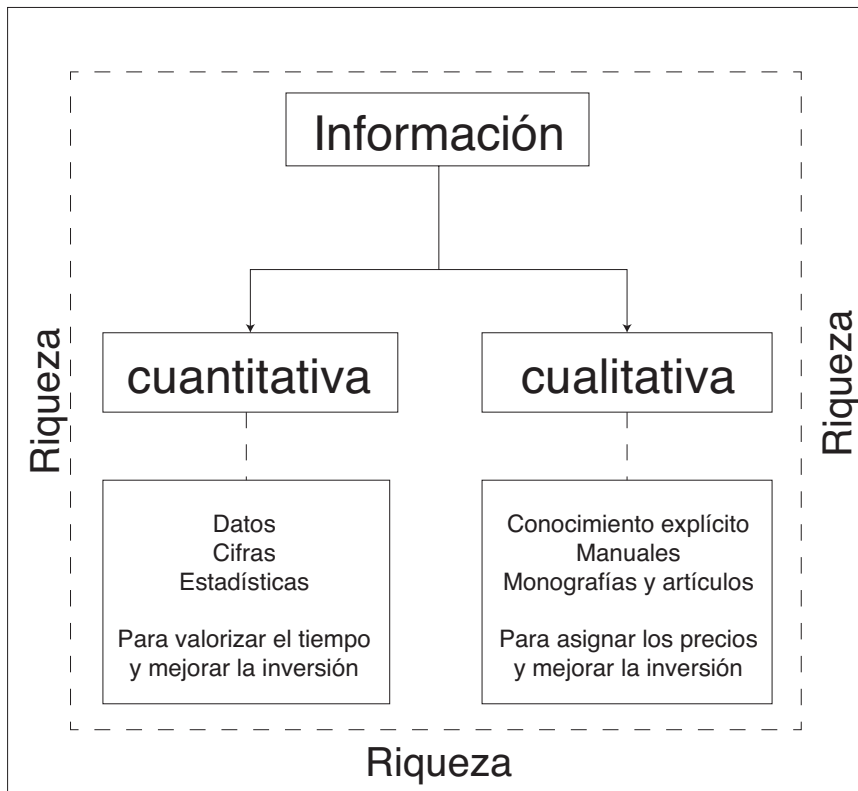 Información
cuantitativa
cualitativa
Riqueza
Riqueza
Datos
Cifras
Estadísticas
Para valorizar el tiempo
y mejorar la inversión
Conocimiento explícito
Manuales
Monografías y artículos
Para asignar los precios
y mejorar la inversión
Riqueza